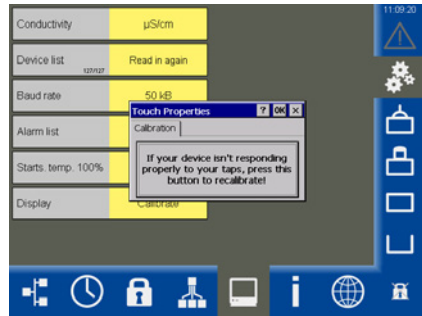 11:09:20
Conductivity
µS/cm
Device list
127/127
Read in again
Baud rate
50 kB
Touch Properties
? OK ×
Calibration
Alarm list
If your device isn't responding
properly to your taps, press this
button to recalibrate!
Starts. temp. 100%
Display
Calibrate